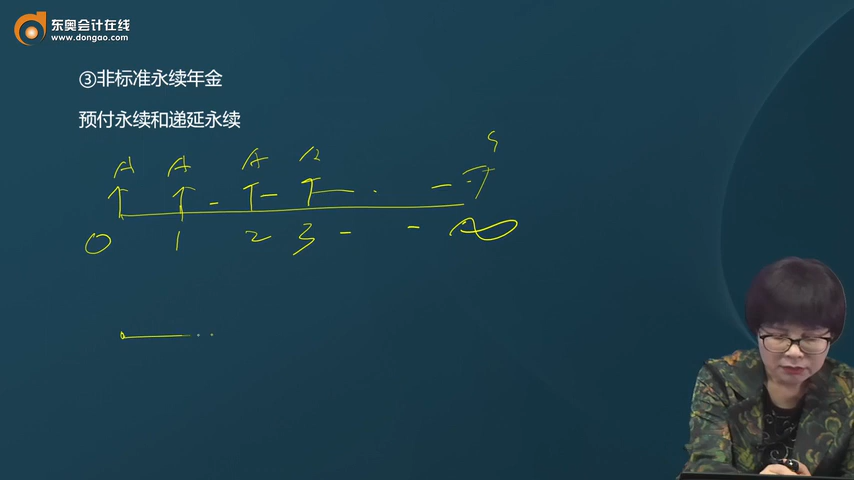 东奥会计在线
www.dongao.com
③非标准永续年金
预付永续和递延永续
A A A A
0 1 2 3 - - ∞